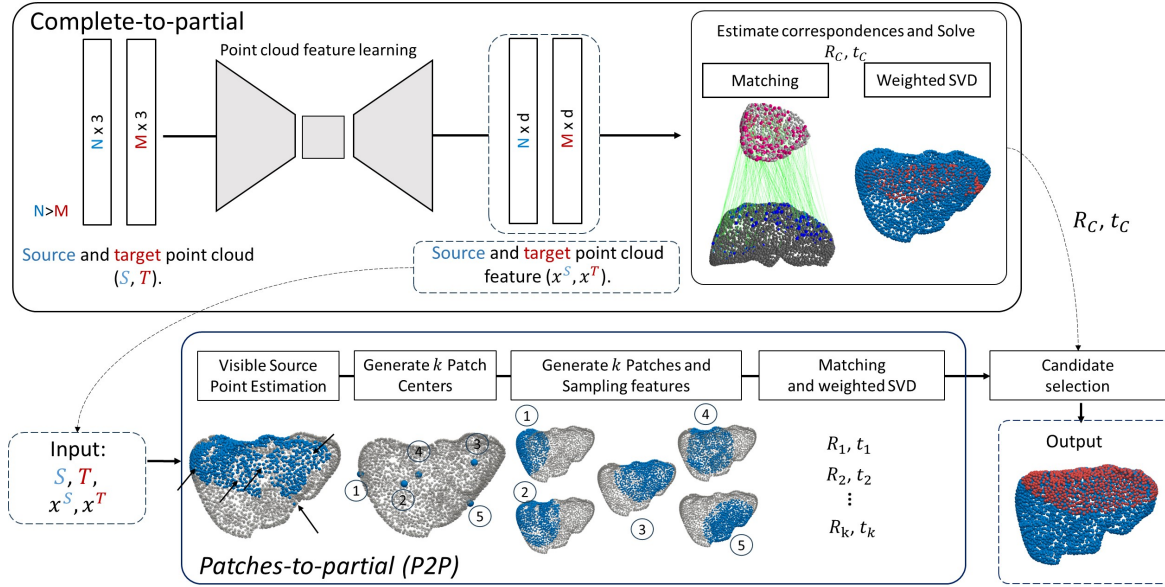 Complete-to-partial
Point cloud feature learning
N x 3
M x 3
N>M
Source and target point cloud
(S, T).
N x d
M x d
Source and target point cloud
feature (x^S, x^T).
Estimate correspondences and Solve
R_C, t_C
Matching
Weighted SVD
R_C, t_C
Visible Source
Point Estimation
Generate k Patch
Centers
Generate k Patches and
Sampling features
Matching
and weighted SVD
Candidate
selection
Input:
S, T,
x^S, x^T
1
2
3
4
5
1
2
3
4
5
R_1, t_1
R_2, t_2
⋮
R_k, t_k
Output
Patches-to-partial (P2P)